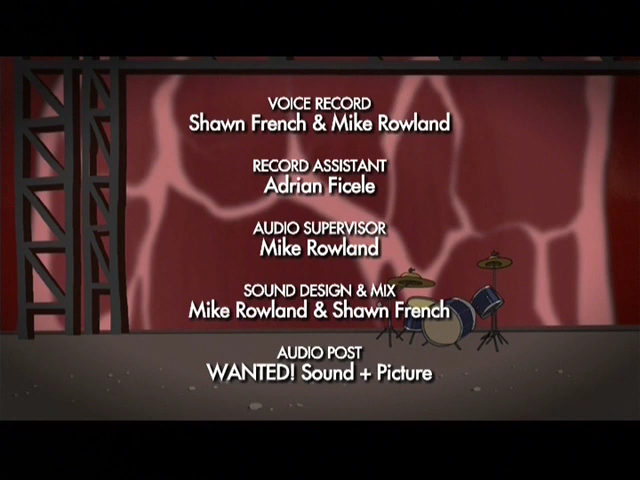 VOICE RECORD
Shawn French & Mike Rowland
RECORD ASSISTANT
Adrian Ficele
AUDIO SUPERVISOR
Mike Rowland
SOUND DESIGN & MIX
Mike Rowland & Shawn French
AUDIO POST
WANTED! Sound + Picture